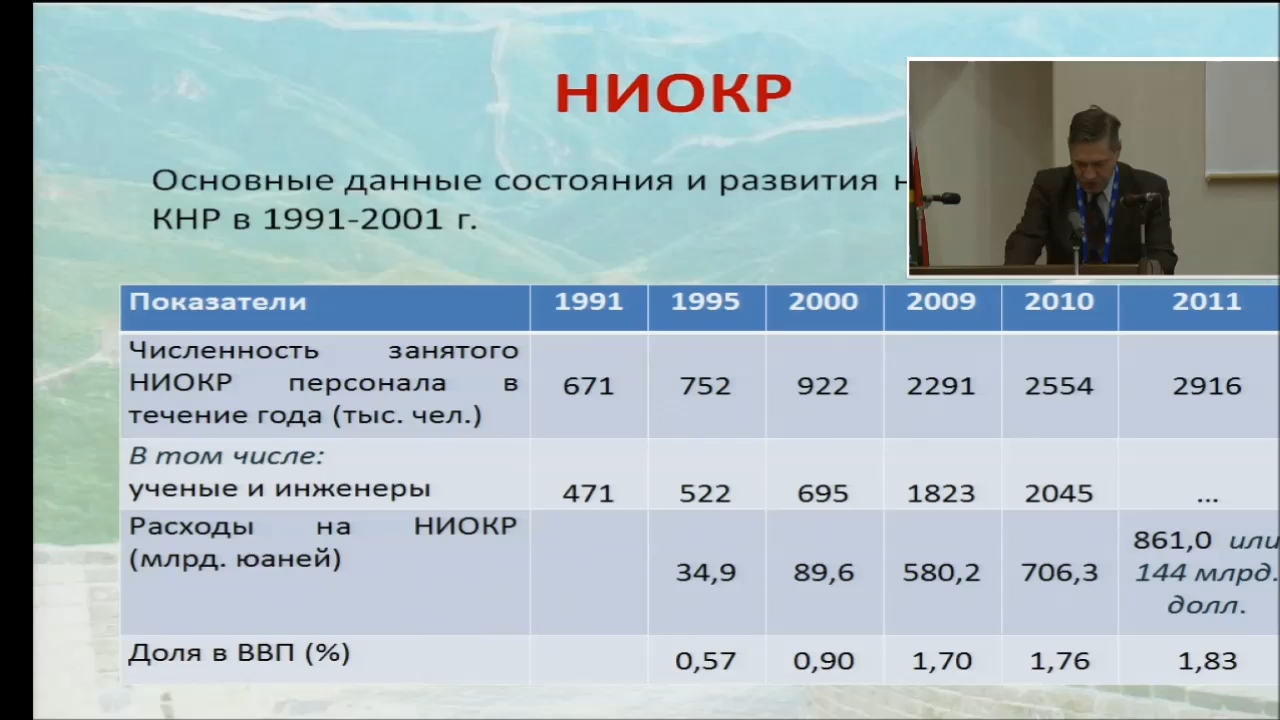 НИОКР
Основные данные состояния и развития
КНР в 1991-2001 г.
Показатели 1991 1995 2000 2009 2010 2011
Численность занятого
НИОКР персонала в
течение года (тыс. чел.) 671 752 922 2291 2554 2916
В том числе:
ученые и инженеры 471 522 695 1823 2045 ...
Расходы на НИОКР
(млрд. юаней) 34,9 89,6 580,2 706,3 861,0 или
144 млрд.
долл.
Доля в ВВП (%) 0,57 0,90 1,70 1,76 1,83